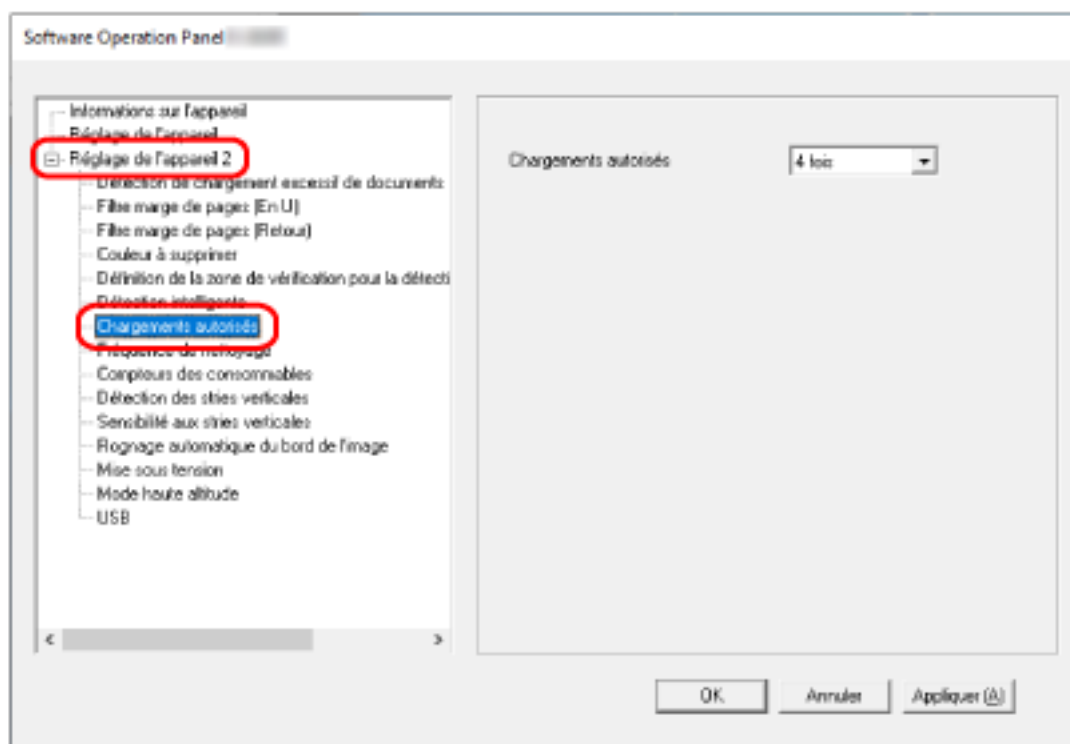 Software Operation Panel
Informations sur l'appareil
Réglage de l'appareil
Réglage de l'appareil 2
Détection de chargement excessif de documents
Filtre marge de pages (En U)
Filtre marge de pages (Retour)
Couleur à supprimer
Définition de la zone de vérification pour la détecti
Détection intelligente
Chargements autorisés
Fréquence de nettoyage
Compteurs des consommables
Détection des stries verticales
Sensibilité aux stries verticales
Rognage automatique du bord de l'image
Mise sous tension
Mode haute altitude
USB
Chargements autorisés
4 fois
OK
Annuler
Appliquer (A)